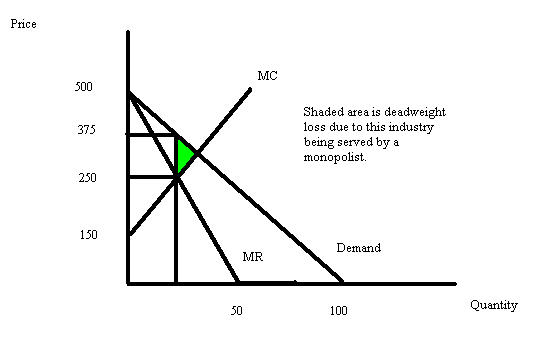 Price
500
MC
Shaded area is deadweight
loss due to this industry
being served by a
monopolist.
375
250
150
MR
Demand
50
100
Quantity